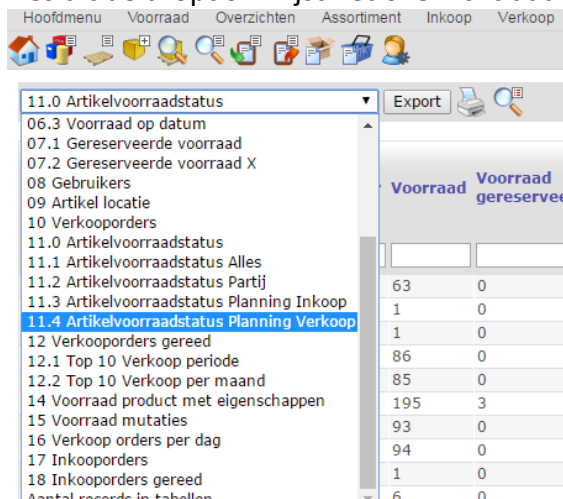 Hoofdmenu Voorraad Overzichten Assortiment Inkoop Verkoop
11.0 Artikelvoorraadstatus Export
06.3 Voorraad op datum
07.1 Gereserveerde voorraad
07.2 Gereserveerde voorraad X
08 Gebruikers
09 Artikel locatie
10 Verkooporders
11.0 Artikelvoorraadstatus
11.1 Artikelvoorraadstatus Alles
11.2 Artikelvoorraadstatus Partij
11.3 Artikelvoorraadstatus Planning Inkoop
11.4 Artikelvoorraadstatus Planning Verkoop
12 Verkooporders gereed
12.1 Top 10 Verkoop periode
12.2 Top 10 Verkoop per maand
14 Voorraad product met eigenschappen
15 Voorraad mutaties
16 Verkoop orders per dag
17 Inkooporders
18 Inkooporders gereed
Aantal records in tabellen
Voorraad Voorraad
gereservee
63 0
1 0
1 0
86 0
85 0
195 3
93 0
94 0
1 0
6 0